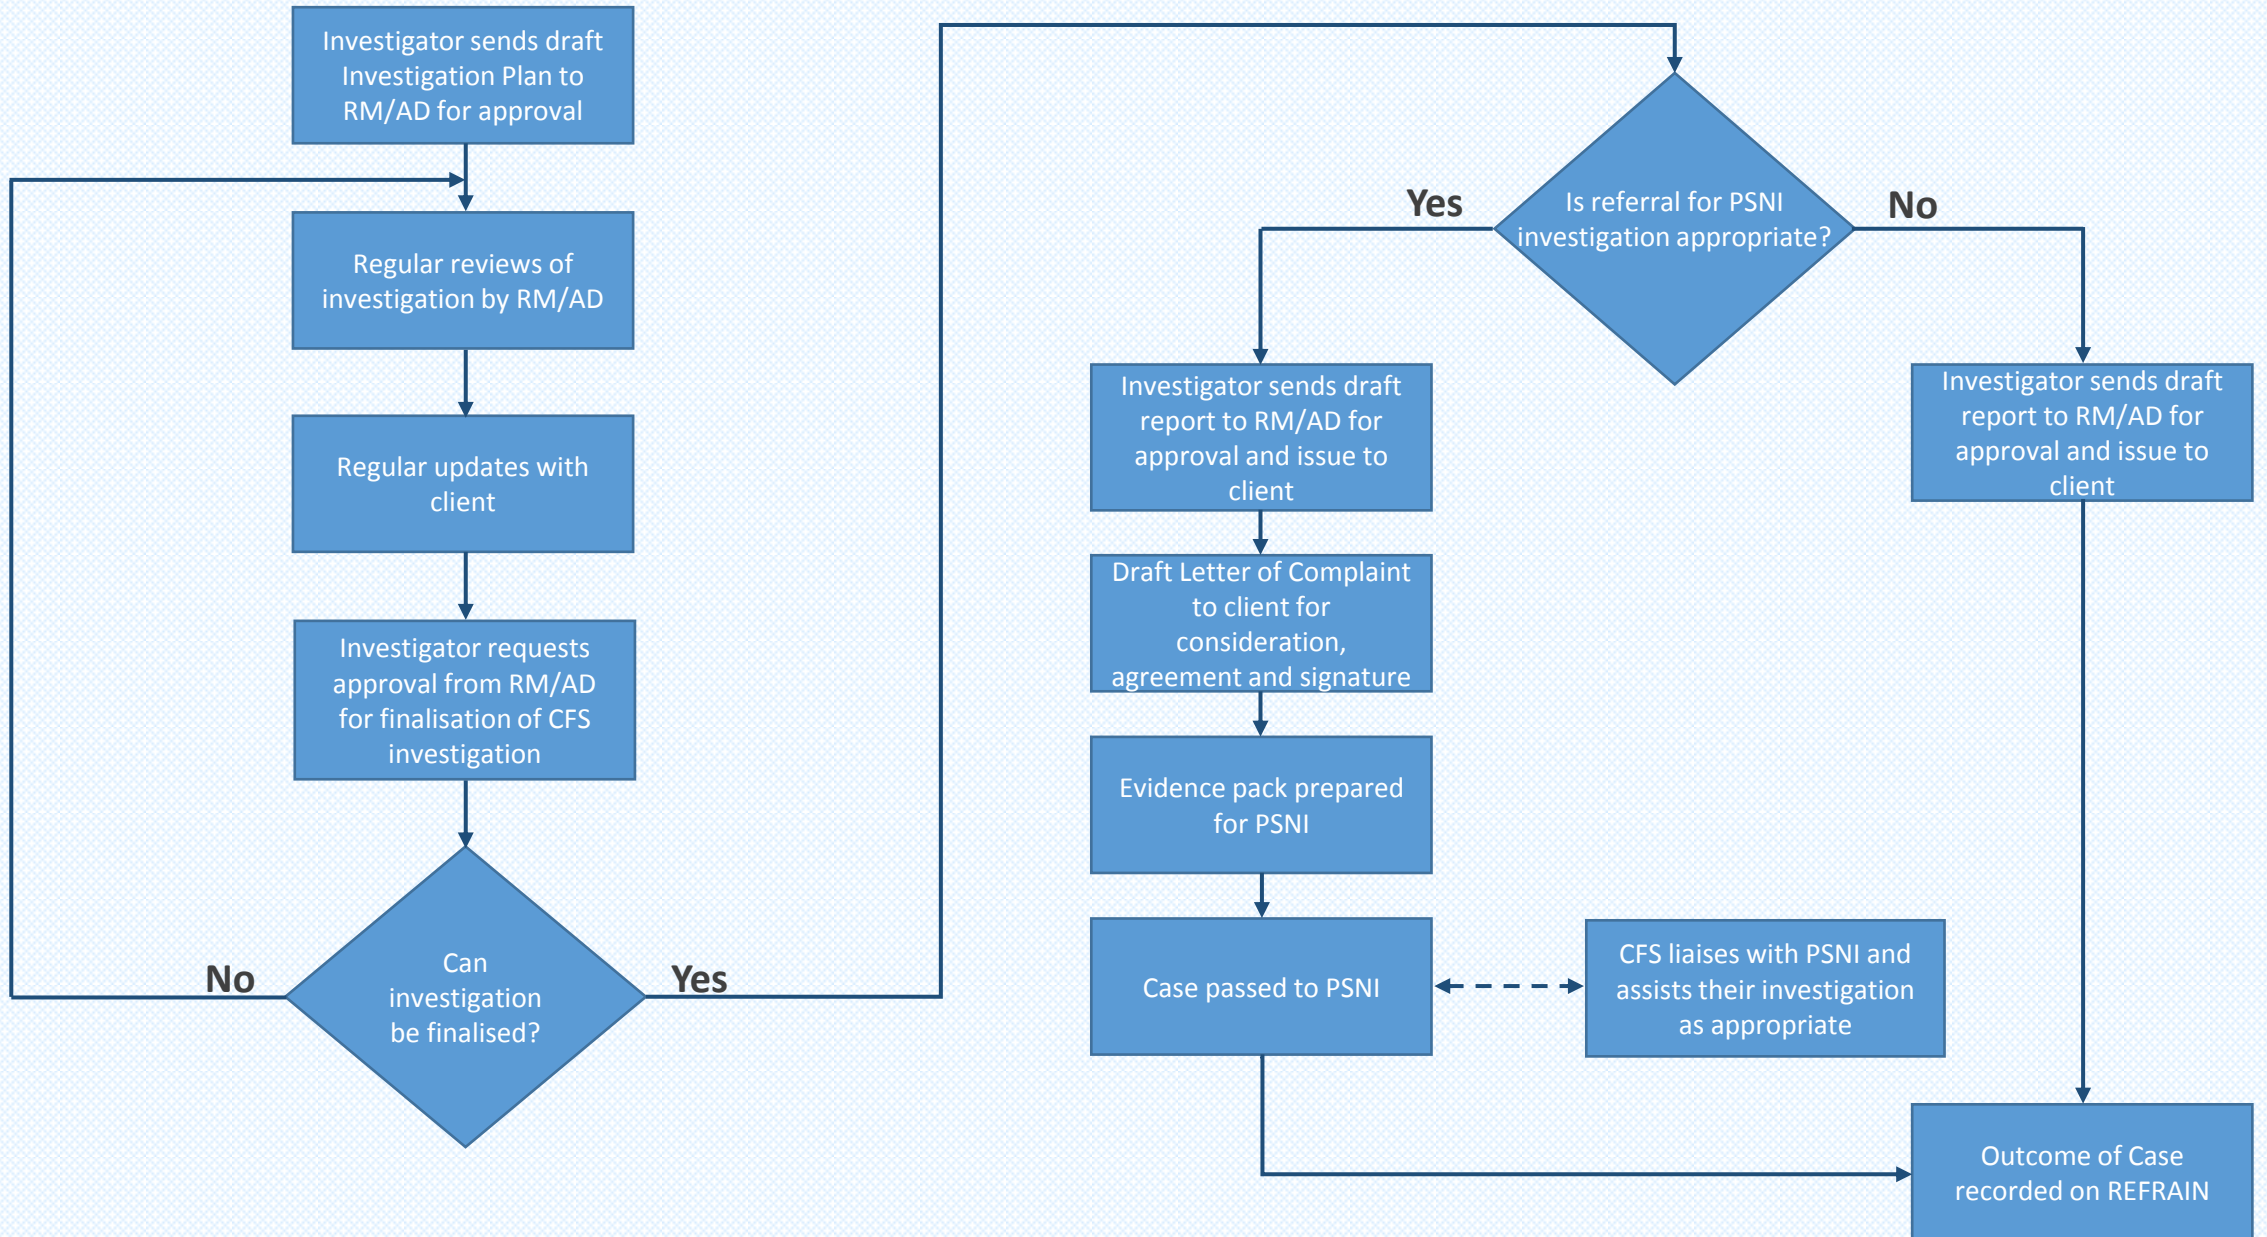 Investigator sends draft
Investigation Plan to
RM/AD for approval
Regular reviews of
investigation by RM/AD
Regular updates with
client
Investigator requests
approval from RM/AD
for finalisation of CFS
investigation
Can
investigation
be finalised?
No
Yes
Is referral for PSNI
investigation appropriate?
Yes
No
Investigator sends draft
report to RM/AD for
approval and issue to
client
Draft Letter of Complaint
to client for
consideration,
agreement and signature
Evidence pack prepared
for PSNI
Case passed to PSNI
CFS liaises with PSNI and
assists their investigation
as appropriate
Investigator sends draft
report to RM/AD for
approval and issue to
client
Outcome of Case
recorded on REFRAIN